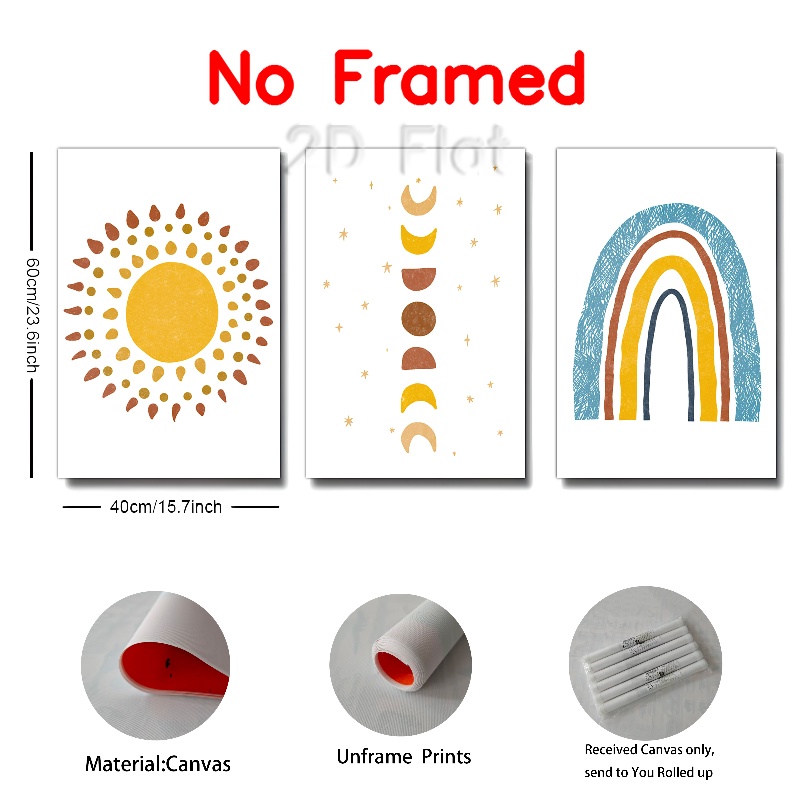 No Framed
2D Flat
60cm/23.6inch
40cm/15.7inch
Material:Canvas
Unframe Prints
Received Canvas only,
send to You Rolled up